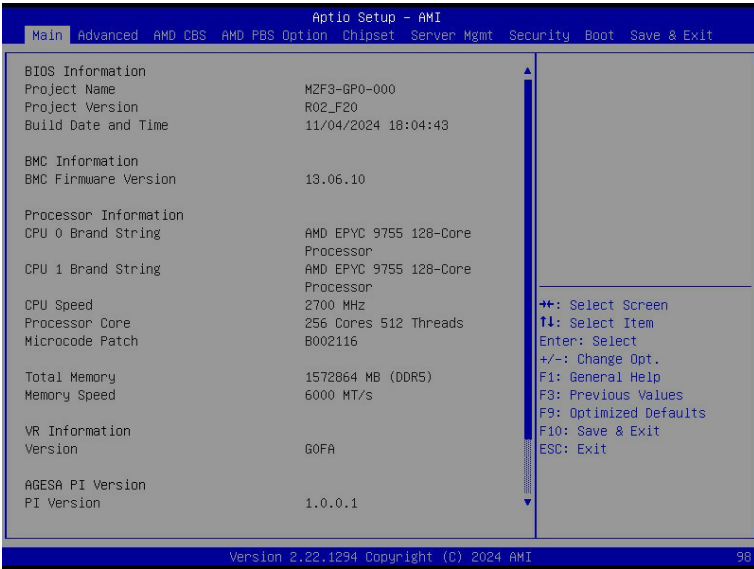 Aptio Setup - AMI
Main Advanced AMD CBS AMD PBS Option Chipset Server Mgmt Security Boot Save & Exit
BIOS Information
Project Name MZF3-GP0-000
Project Version R02_F20
Build Date and Time 11/04/2024 18:04:43
BMC Information
BMC Firmware Version 13.06.10
Processor Information
CPU 0 Brand String AMD EPYC 9755 128-Core
Processor
CPU 1 Brand String AMD EPYC 9755 128-Core
Processor
CPU Speed 2700 MHz
Processor Core 256 Cores 512 Threads
Microcode Patch B002116
Total Memory 1572864 MB (DDR5)
Memory Speed 6000 MT/s
VR Information
Version G0FA
AGESA PI Version
PI Version 1.0.0.1
→←: Select Screen
↑↓: Select Item
Enter: Select
+/-: Change Opt.
F1: General Help
F3: Previous Values
F9: Optimized Defaults
F10: Save & Exit
ESC: Exit
Version 2.22.1294 Copyright (C) 2024 AMI
98